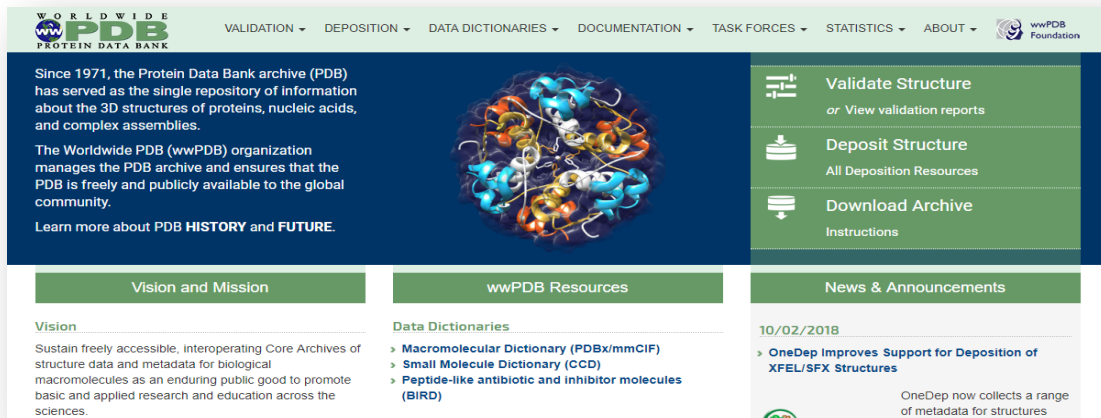 WORLDWIDE
PDB
PROTEIN DATA BANK
VALIDATION
DEPOSITION
DATA DICTIONARIES
DOCUMENTATION
TASK FORCES
STATISTICS
ABOUT
wwPDB
Foundation
Since 1971, the Protein Data Bank archive (PDB)
has served as the single repository of information
about the 3D structures of proteins, nucleic acids,
and complex assemblies.
The Worldwide PDB (wwPDB) organization
manages the PDB archive and ensures that the
PDB is freely and publicly available to the global
community.
Learn more about PDB HISTORY and FUTURE.
Validate Structure
or View validation reports
Deposit Structure
All Deposition Resources
Download Archive
Instructions
Vision and Mission
Vision
Sustain freely accessible, interoperating Core Archives of
structure data and metadata for biological
macromolecules as an enduring public good to promote
basic and applied research and education across the
sciences.
wwPDB Resources
Data Dictionaries
› Macromolecular Dictionary (PDBx/mmCIF)
› Small Molecule Dictionary (CCD)
› Peptide-like antibiotic and inhibitor molecules
(BIRD)
News & Announcements
10/02/2018
› OneDep Improves Support for Deposition of
XFEL/SFX Structures
OneDep now collects a range
of metadata for structures